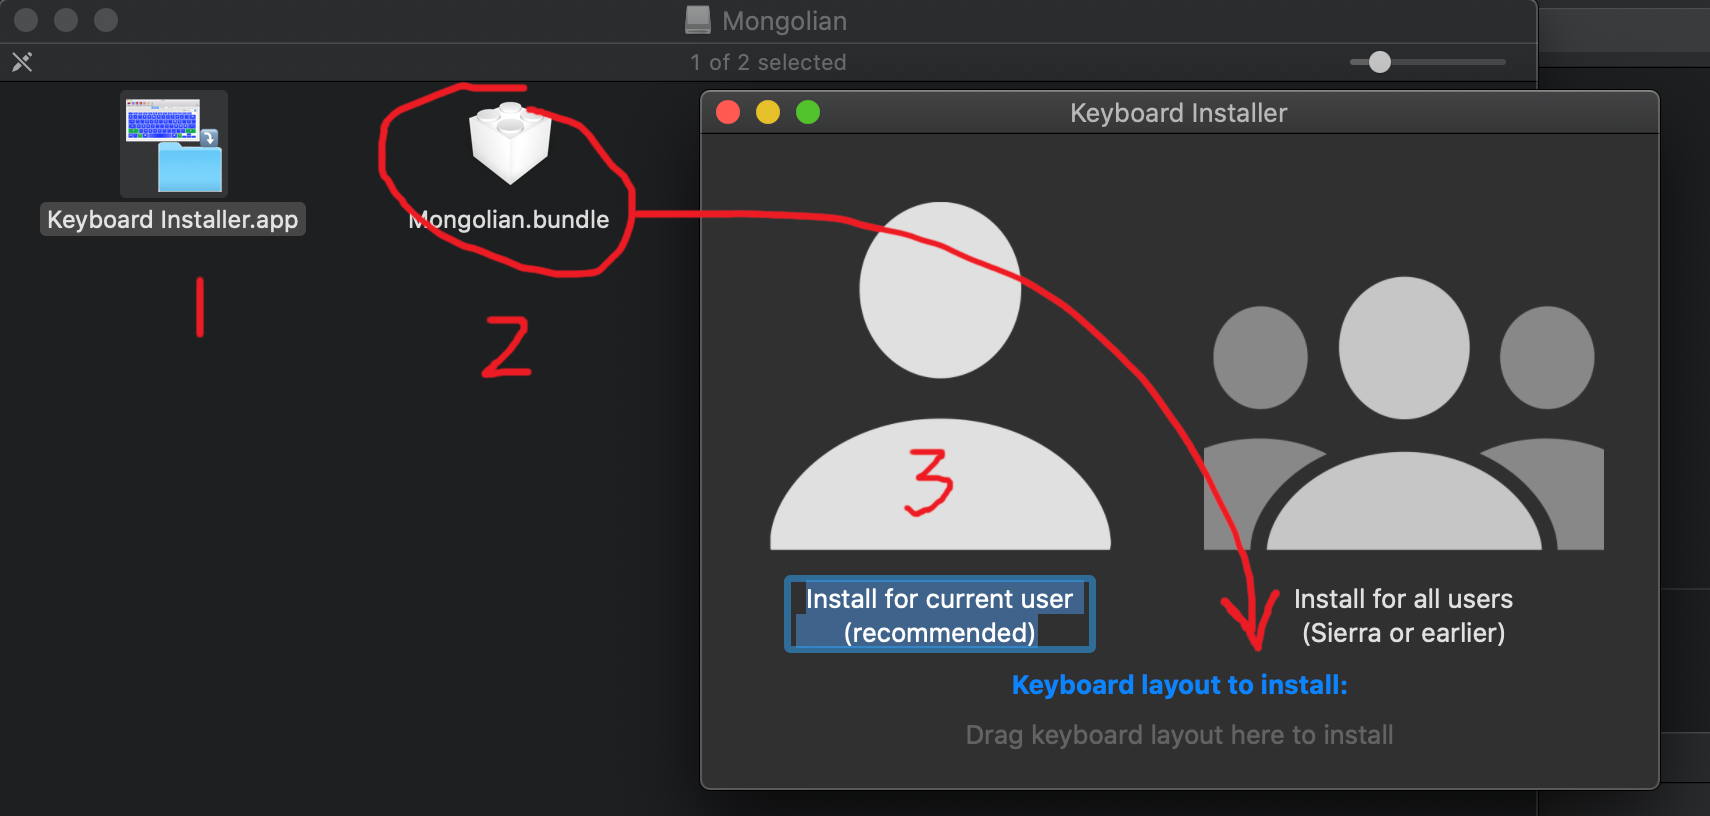 Mongolian
1 of 2 selected
Keyboard Installer.app
Mongolian.bundle
1
2
Keyboard Installer
3
Install for current user
(recommended)
Install for all users
(Sierra or earlier)
Keyboard layout to install:
Drag keyboard layout here to install